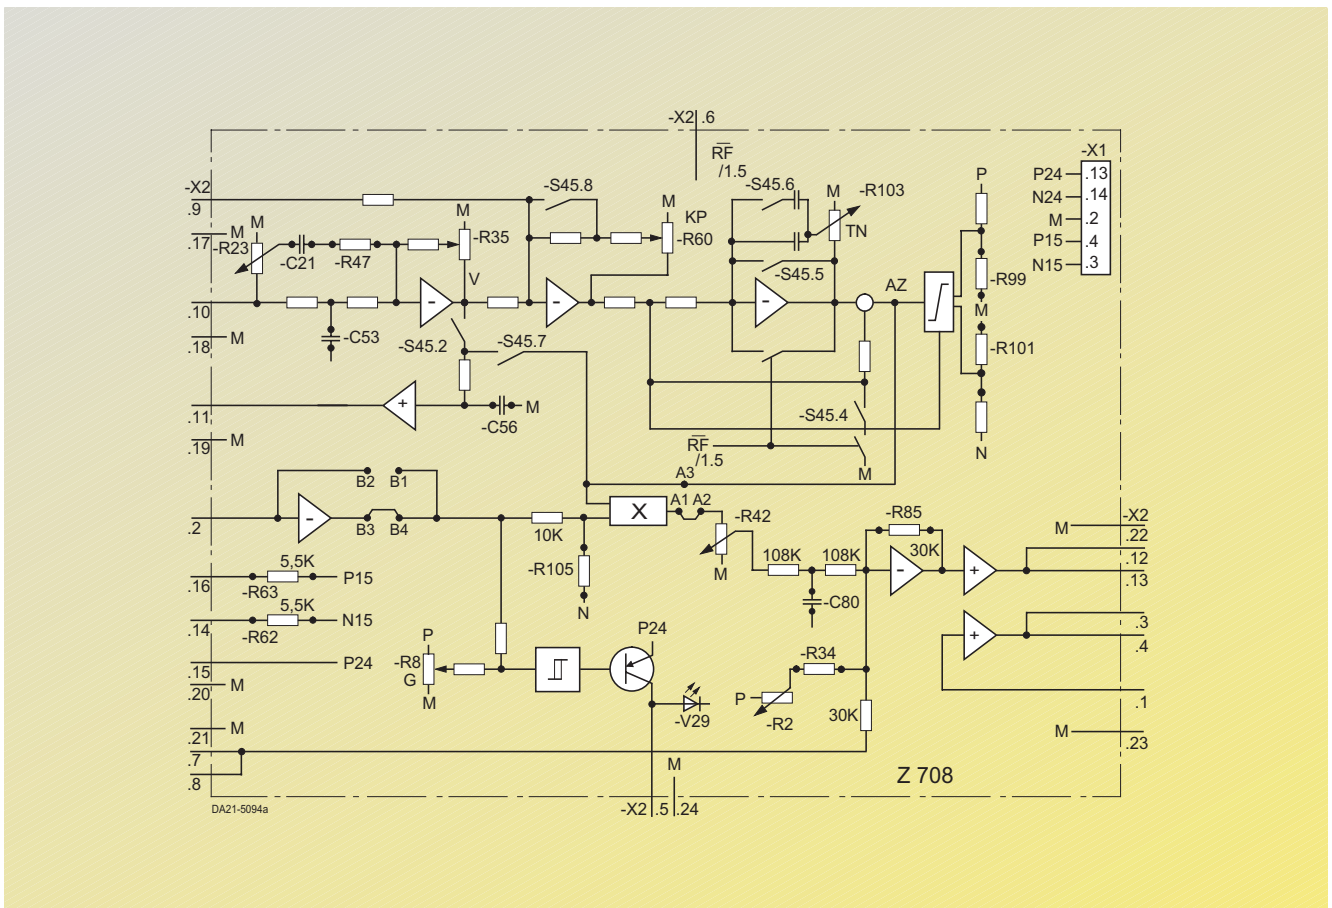 -X2 .6
-X1
RF
/1.5
P24 .13
N24 .14
M .2
P15 .4
N15 .3
P
-X2
.9
-S45.8
-S45.6
M
-R103
TN
M
KP
-R60
M
.17
M
-R23
-C21
-R47
M
-R35
V
-S45.5
AZ
-R99
M
.10
.18
M
-C53
-S45.2
-S45.7
-R101
.11
+
-C56
M
-S45.4
.19
M
RF
/1.5
M
N
A3
B2 B1
X
A1 A2
.2
B3 B4
10K
-R42
M
-R85
30K
M
-X2
.22
.12
.13
.16
5,5K
-R63
P15
-R105
N
108K
108K
-C80
-
+
.14
5,5K
-R62
N15
.3
.4
+
.15
P24
P
-R8
G
M
P24
-R34
P
-R2
30K
.1
.20
M
-V29
.21
M
M
.23
.7
.8
M
Z 708
DA21-5094a
-X2 .5 .24